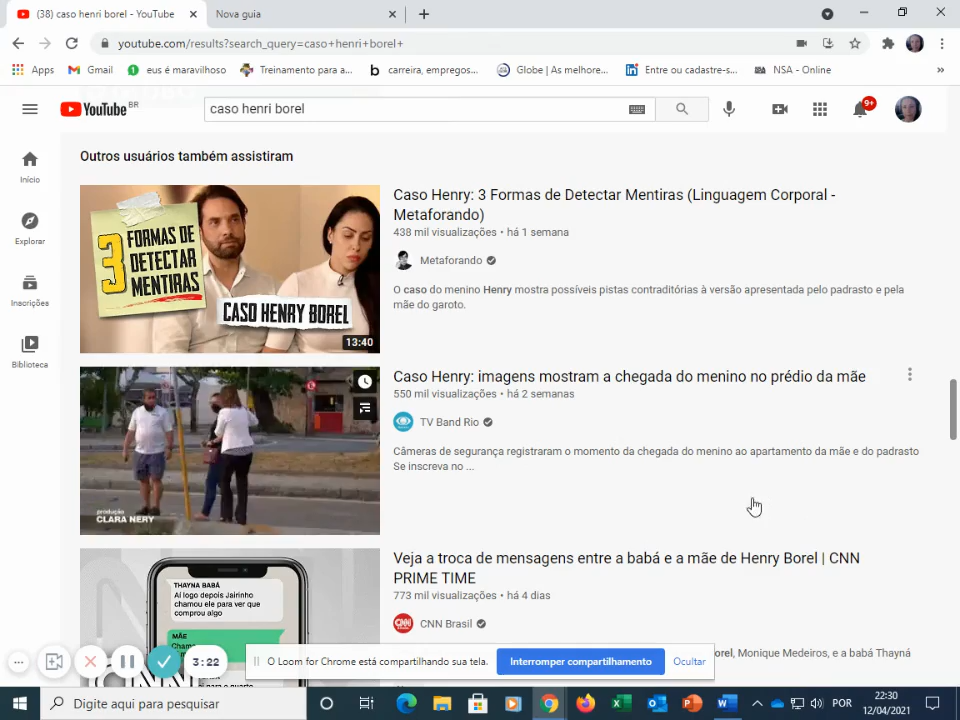 (38) caso henri borel - YouTube
Nova guia
youtube.com/results?search_query=caso+henri+borel+
Apps
Gmail
eus é maravilhoso
Treinamento para a...
carreira, empregos...
Globe | As melhore...
Entre ou cadastre-s...
NSA - Online
YouTube BR
caso henri borel
9+
Início
Explorar
Inscrições
Biblioteca
Outros usuários também assistiram
3 FORMAS DE
DETECTAR
MENTIRAS
CASO HENRY BOREL
13:40
Caso Henry: 3 Formas de Detectar Mentiras (Linguagem Corporal -
Metaforando)
438 mil visualizações • há 1 semana
Metaforando
O caso do menino Henry mostra possíveis pistas contraditórias à versão apresentada pelo padrasto e pela
mãe do garoto.
produção
CLARA NERY
Caso Henry: imagens mostram a chegada do menino no prédio da mãe
550 mil visualizações • há 2 semanas
TV Band Rio
Câmeras de segurança registraram o momento da chegada do menino ao apartamento da mãe e do padrasto
Se inscreva no ...
THAYNA BABÁ
Aí logo depois Jairinho
chamou ele para ver que
comprou algo
MÃE
Veja a troca de mensagens entre a babá e a mãe de Henry Borel | CNN
PRIME TIME
773 mil visualizações • há 4 dias
CNN Brasil
orel, Monique Medeiros, e a babá Thayná
3:22
O Loom for Chrome está compartilhando sua tela.
Interromper compartilhamento
Ocultar
Digite aqui para pesquisar
POR
22:30
12/04/2021